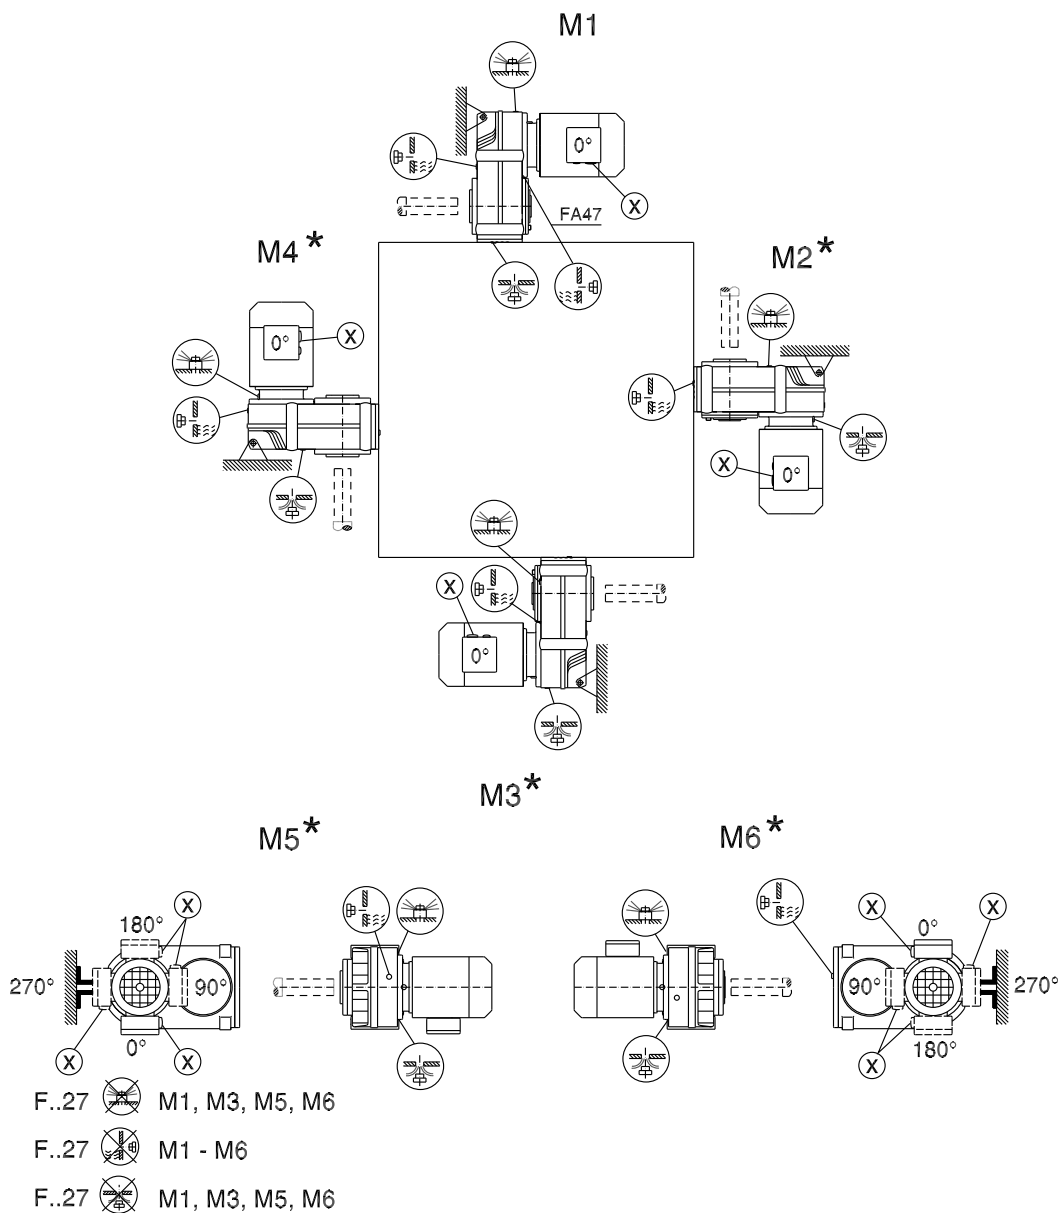 M1
0°
X
FA47
M4*
M2*
X
0°
X
0°
X
0°
M3*
M5*
M6*
X
180°
270°
90°
0°
X
X
X
X
0°
90°
270°
180°
X
F..27 M1, M3, M5, M6
F..27 M1 - M6
F..27 M1, M3, M5, M6